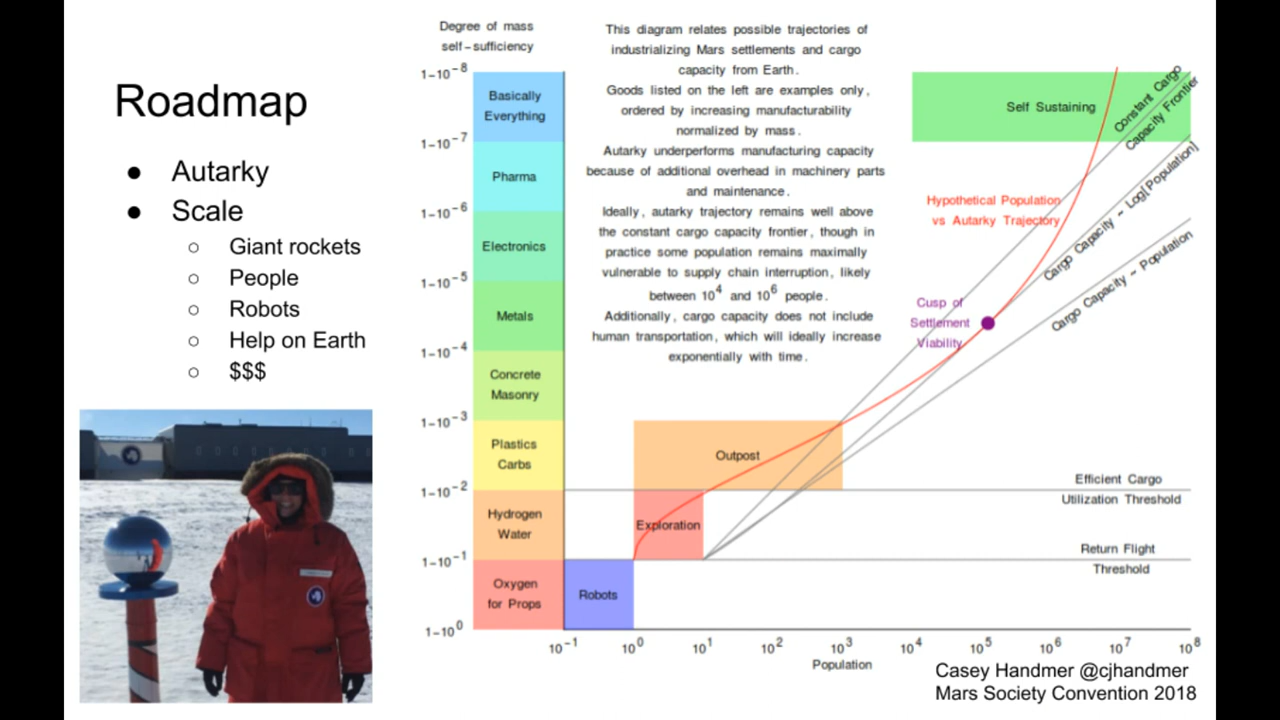 Roadmap
● Autarky
● Scale
○ Giant rockets
○ People
○ Robots
○ Help on Earth
○ $$$
Degree of mass
self-sufficiency
1-10^-8
1-10^-7
1-10^-6
1-10^-5
1-10^-4
1-10^-3
1-10^-2
1-10^-1
1-10^0
Basically
Everything
Pharma
Electronics
Metals
Concrete
Masonry
Plastics
Carbs
Hydrogen
Water
Oxygen
for Props
This diagram relates possible trajectories of
industrializing Mars settlements and cargo
capacity from Earth.
Goods listed on the left are examples only,
ordered by increasing manufacturability
normalized by mass.
Autarky underperforms manufacturing capacity
because of additional overhead in machinery parts
and maintenance.
Ideally, autarky trajectory remains well above
the constant cargo capacity frontier, though in
practice some population remains maximally
vulnerable to supply chain interruption, likely
between 10^4 and 10^6 people.
Additionally, cargo capacity does not include
human transportation, which will ideally increase
exponentially with time.
Self Sustaining
Constant Cargo
Capacity Frontier
Hypothetical Population
vs Autarky Trajectory
Cargo Capacity ~ Log[Population]
Cargo Capacity ~ Population
Cusp of
Settlement
Viability
Outpost
Exploration
Robots
Efficient Cargo
Utilization Threshold
Return Flight
Threshold
10^-1
10^0
10^1
10^2
10^3
10^4
10^5
10^6
10^7
10^8
Population
Casey Handmer @cjhandmer
Mars Society Convention 2018